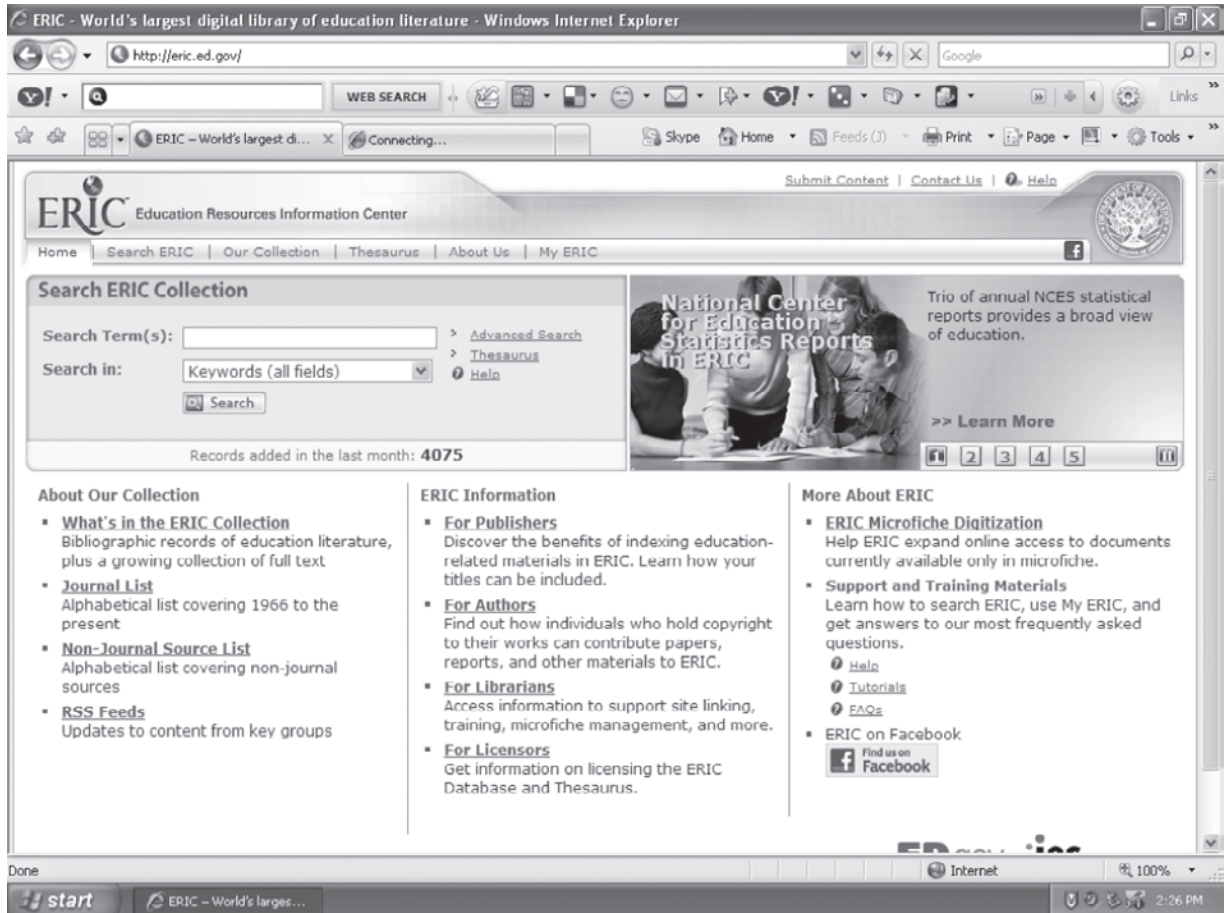 ERIC - World's largest digital library of education literature - Windows Internet Explorer
http://eric.ed.gov/
Google
Y!
WEB SEARCH
Y!
Links
ERIC – World's largest di...
Connecting...
Skype
Home
Feeds (J)
Print
Page
Tools
Submit Content | Contact Us | Help
ERIC Education Resources Information Center
Home | Search ERIC | Our Collection | Thesaurus | About Us | My ERIC
Search ERIC Collection
Search Term(s):
Advanced Search
Thesaurus
Search in:
Keywords (all fields)
Help
Search
Records added in the last month: 4075
National Center
for Education
Statistics Reports
in ERIC
Trio of annual NCES statistical
reports provides a broad view
of education.
>> Learn More
1 2 3 4 5
About Our Collection
What's in the ERIC Collection
Bibliographic records of education literature,
plus a growing collection of full text
Journal List
Alphabetical list covering 1966 to the
present
Non-Journal Source List
Alphabetical list covering non-journal
sources
RSS Feeds
Updates to content from key groups
ERIC Information
For Publishers
Discover the benefits of indexing education-
related materials in ERIC. Learn how your
titles can be included.
For Authors
Find out how individuals who hold copyright
to their works can contribute papers,
reports, and other materials to ERIC.
For Librarians
Access information to support site linking,
training, microfiche management, and more.
For Licensors
Get information on licensing the ERIC
Database and Thesaurus.
More About ERIC
ERIC Microfiche Digitization
Help ERIC expand online access to documents
currently available only in microfiche.
Support and Training Materials
Learn how to search ERIC, use My ERIC, and
get answers to our most frequently asked
questions.
Help
Tutorials
FAQs
ERIC on Facebook
Find us on
Facebook
Done
Internet
100%
start
ERIC – World's larges...
2:26 PM